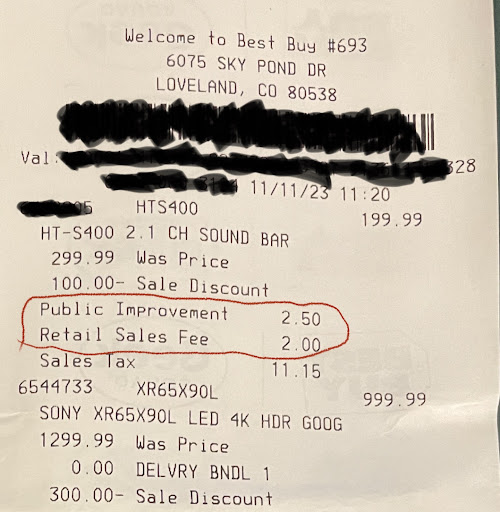 Welcome to Best Buy #693
6075 SKY POND DR
LOVELAND, CO 80538
Val:
11/11/23 11:20
HTS400 199.99
HT-S400 2.1 CH SOUND BAR
299.99 Was Price
100.00- Sale Discount
Public Improvement 2.50
Retail Sales Fee 2.00
Sales Tax 11.15
6544733 XR65X90L 999.99
SONY XR65X90L LED 4K HDR GOOG
1299.99 Was Price
0.00 DELVRY BNDL 1
300.00- Sale Discount